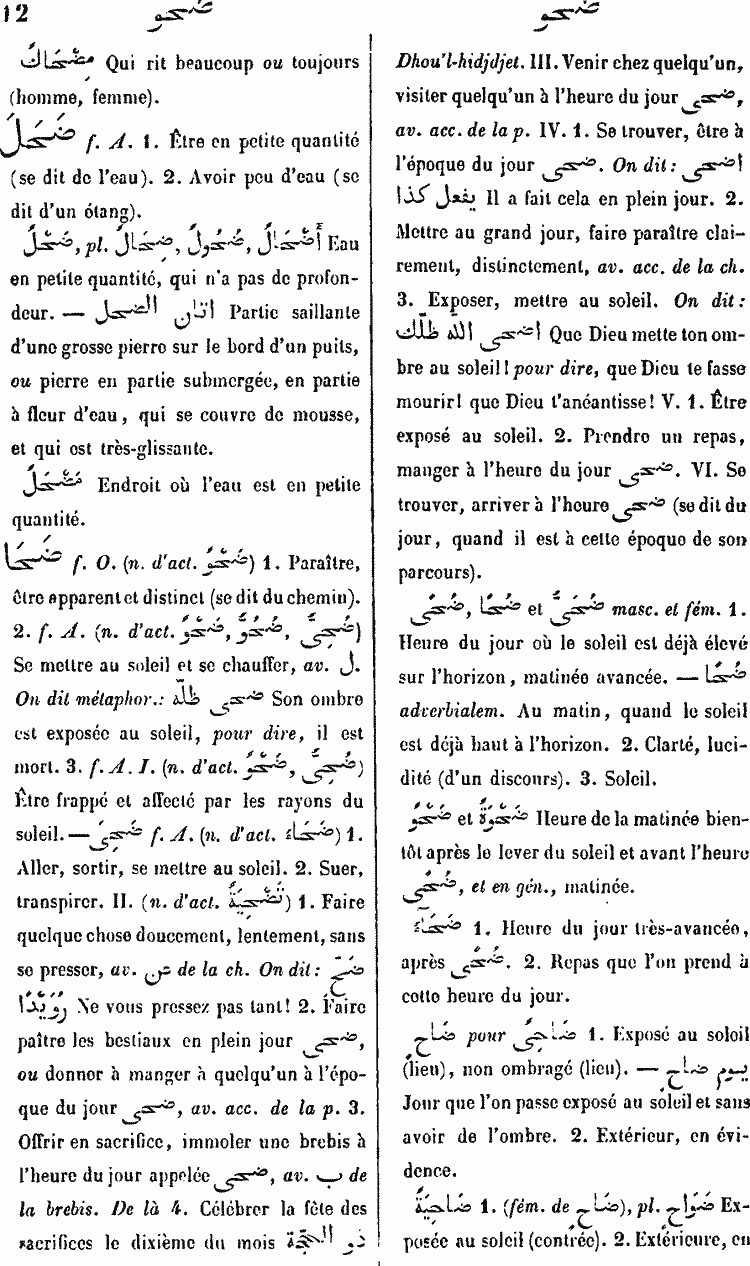 12 ضحو ضحو
مِضْحَاكٌ Qui rit beaucoup ou toujours
(homme, femme).
ضَحَلَ f. A. 1. Être en petite quantité
(se dit de l'eau). 2. Avoir peu d'eau (se
dit d'un étang).
ضَحْلٌ, pl. أَضْحَالٌ, ضُحُولٌ, ضِحَالٌ Eau
en petite quantité, qui n'a pas de profon-
deur. — اتان الضحل Partie saillante
d'une grosse pierre sur le bord d'un puits,
ou pierre en partie submergée, en partie
à fleur d'eau, qui se couvre de mousse,
et qui est très-glissante.
مَضْحَلٌ Endroit où l'eau est en petite
quantité.
ضَحَا f. O. (n. d'act. ضَحْوٌ) 1. Paraître,
être apparent et distinct (se dit du chemin).
2. f. A. (n. d'act. ضَحْوٌ, ضُحُوٌّ, ضُحِىٌّ)
Se mettre au soleil et se chauffer, av. ل.
On dit métaphor.: ضحى ظلّه Son ombre
est exposée au soleil, pour dire, il est
mort. 3. f. A. I. (n. d'act. ضَحْوٌ, ضُحِىٌّ)
Être frappé et affecté par les rayons du
soleil. — ضَحِىَ f. A. (n. d'act. ضَحَاءٌ) 1.
Aller, sortir, se mettre au soleil. 2. Suer,
transpirer. II. (n. d'act. تَضْحِيَةٌ) 1. Faire
quelque chose doucement, lentement, sans
se presser, av. عن de la ch. On dit: ضَحِّ
رُوَيْدًا Ne vous pressez pas tant! 2. Faire
paître les bestiaux en plein jour ضحى,
ou donner à manger à quelqu'un à l'épo-
que du jour ضحى, av. acc. de la p. 3.
Offrir en sacrifice, immoler une brebis à
l'heure du jour appelée ضحى, av. ب de
la brebis. De là 4. Célébrer la fête des
sacrifices le dixième du mois ذو الحجّة
Dhou'l-hidjdjet. III. Venir chez quelqu'un,
visiter quelqu'un à l'heure du jour ضحى,
av. acc. de la p. IV. 1. Se trouver, être à
l'époque du jour ضحى. On dit: اضحى
يفعل كذا Il a fait cela en plein jour. 2.
Mettre au grand jour, faire paraître clai-
rement, distinctement, av. acc. de la ch.
3. Exposer, mettre au soleil. On dit:
اضحى الله ظلّك Que Dieu mette ton om-
bre au soleil! pour dire, que Dieu te fasse
mourir! que Dieu t'anéantisse! V. 1. Être
exposé au soleil. 2. Prendre un repas,
manger à l'heure du jour ضحى. VI. Se
trouver, arriver à l'heure ضحى (se dit du
jour, quand il est à cette époque de son
parcours).
ضُحًى, ضُحًا et ضُحِىٌّ masc. et fém. 1.
Heure du jour où le soleil est déjà élevé
sur l'horizon, matinée avancée. — ضُحًا
adverbialem. Au matin, quand le soleil
est déjà haut à l'horizon. 2. Clarté, luci-
dité (d'un discours). 3. Soleil.
ضَحْوٌ et ضَحْوَةٌ Heure de la matinée bien-
tôt après le lever du soleil et avant l'heure
ضُحًى, et en gén., matinée.
ضَحَآءٌ 1. Heure du jour très-avancée,
après ضُحًى. 2. Repas que l'on prend à
cette heure du jour.
ضَاحٍ pour ضَاحِىٌ 1. Exposé au soleil
(lieu), non ombragé (lieu). — يوم ضاحٍ
Jour que l'on passe exposé au soleil et sans
avoir de l'ombre. 2. Extérieur, en évi-
dence.
ضَاحِيَةٌ 1. (fém. de ضَاحٍ), pl. ضَوَاحٍ Ex-
posée au soleil (contrée). 2. Extérieure, en